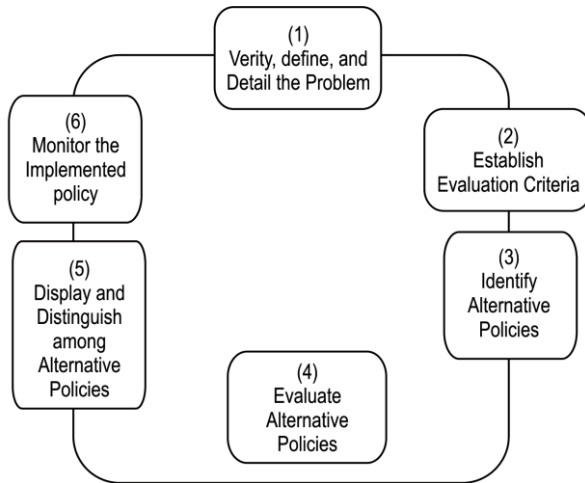 (1)
Verity, define, and
Detail the Problem
(2)
Establish
Evaluation Criteria
(3)
Identify
Alternative
Policies
(4)
Evaluate
Alternative
Policies
(5)
Display and
Distinguish
among
Alternative
Policies
(6)
Monitor the
Implemented
policy